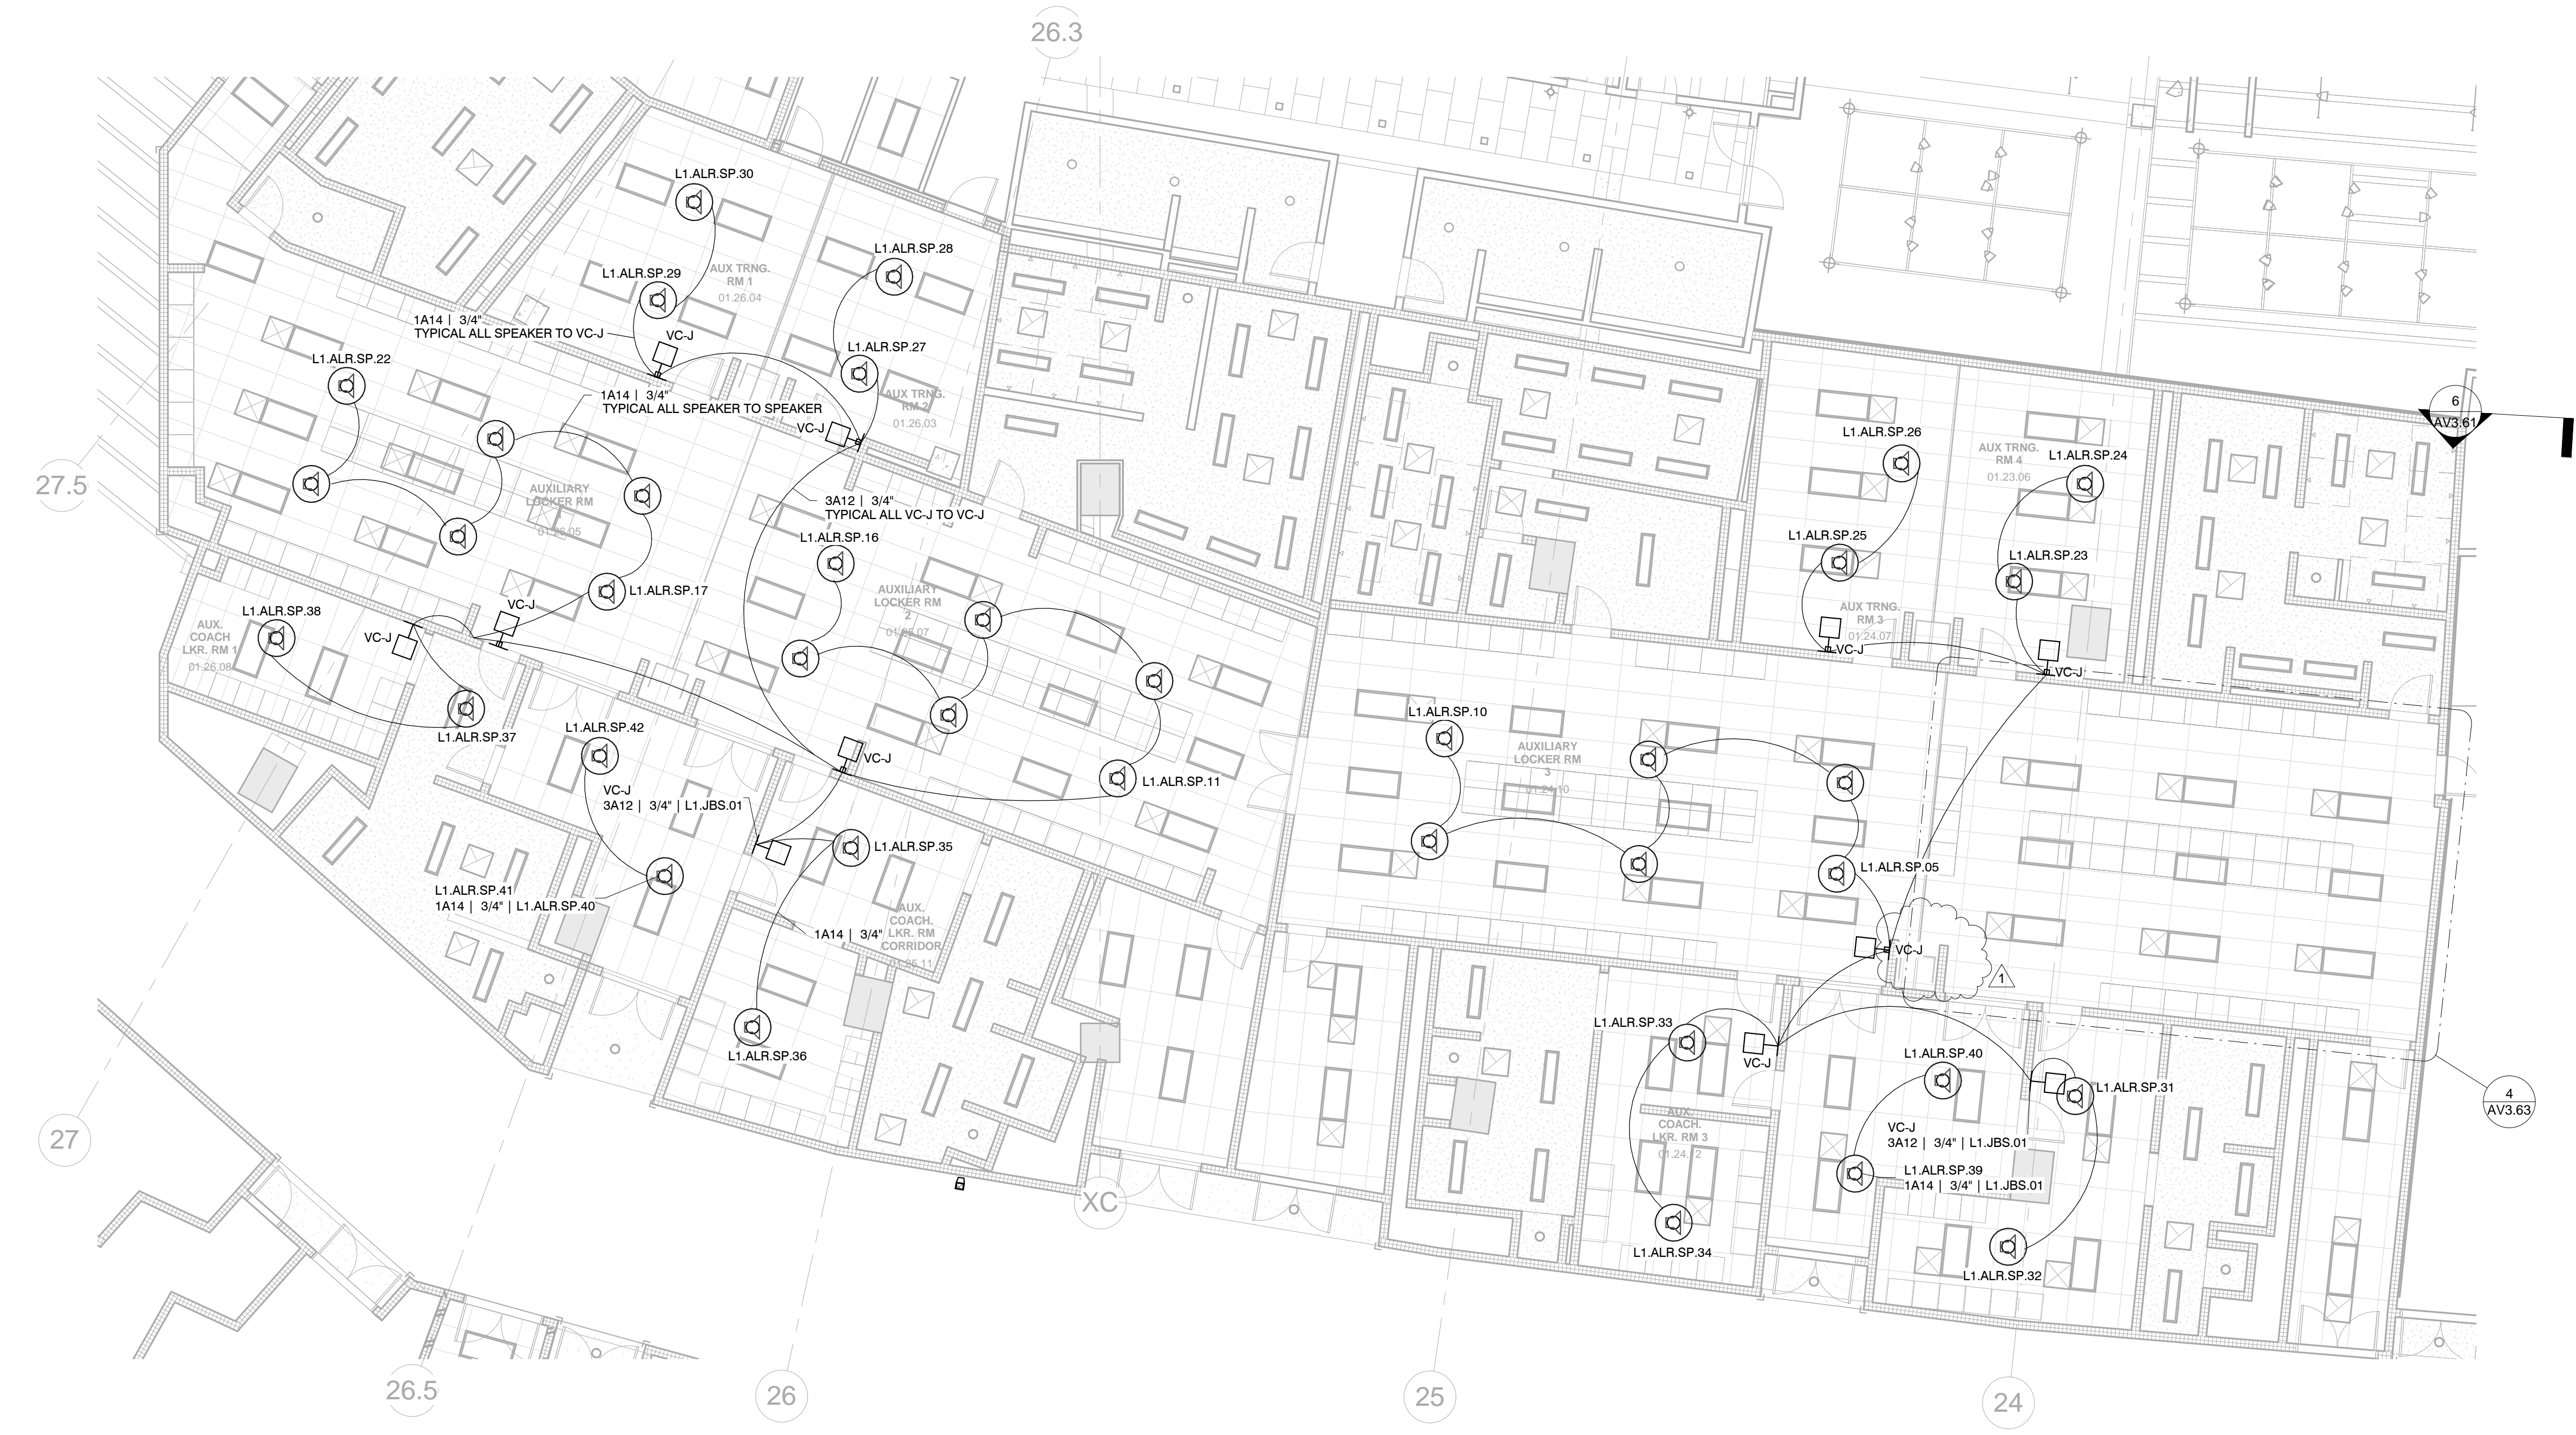 26.3
L1.ALR.SP.30
L1.ALR.SP.28
L1.ALR.SP.29
AUX TRNG.
RM 1
01.26.04
1A14 | 3/4"
TYPICAL ALL SPEAKER TO VC-J
VC-J
L1.ALR.SP.22
L1.ALR.SP.27
1A14 | 3/4"
TYPICAL ALL SPEAKER TO SPEAKER
AUX TRNG.
RM 2
01.26.03
VC-J
27.5
AUXILIARY
LOCKER RM
3A12 | 3/4"
TYPICAL ALL VC-J TO VC-J
L1.ALR.SP.16
L1.ALR.SP.17
AUXILIARY
LOCKER RM
2
L1.ALR.SP.38
VC-J
VC-J
AUX.
COACH
LKR. RM 1
01.26.08
L1.ALR.SP.37
L1.ALR.SP.42
VC-J
L1.ALR.SP.11
VC-J
3A12 | 3/4" | L1.JBS.01
L1.ALR.SP.35
L1.ALR.SP.41
1A14 | 3/4" | L1.ALR.SP.40
1A14 | 3/4"
AUX.
COACH.
LKR. RM
CORRIDOR
L1.ALR.SP.36
L1.ALR.SP.26
AUX TRNG.
RM 4
01.23.06
L1.ALR.SP.24
6
AV3.61
L1.ALR.SP.25
L1.ALR.SP.23
AUX TRNG.
RM 3
01.24.07
VC-J
VC-J
L1.ALR.SP.10
AUXILIARY
LOCKER RM
3
01.24.10
L1.ALR.SP.05
VC-J
1
L1.ALR.SP.33
VC-J
L1.ALR.SP.40
L1.ALR.SP.31
4
AV3.63
AUX.
COACH.
LKR. RM 3
VC-J
3A12 | 3/4" | L1.JBS.01
L1.ALR.SP.39
1A14 | 3/4" | L1.JBS.01
L1.ALR.SP.34
L1.ALR.SP.32
27
XC
26.5
26
25
24